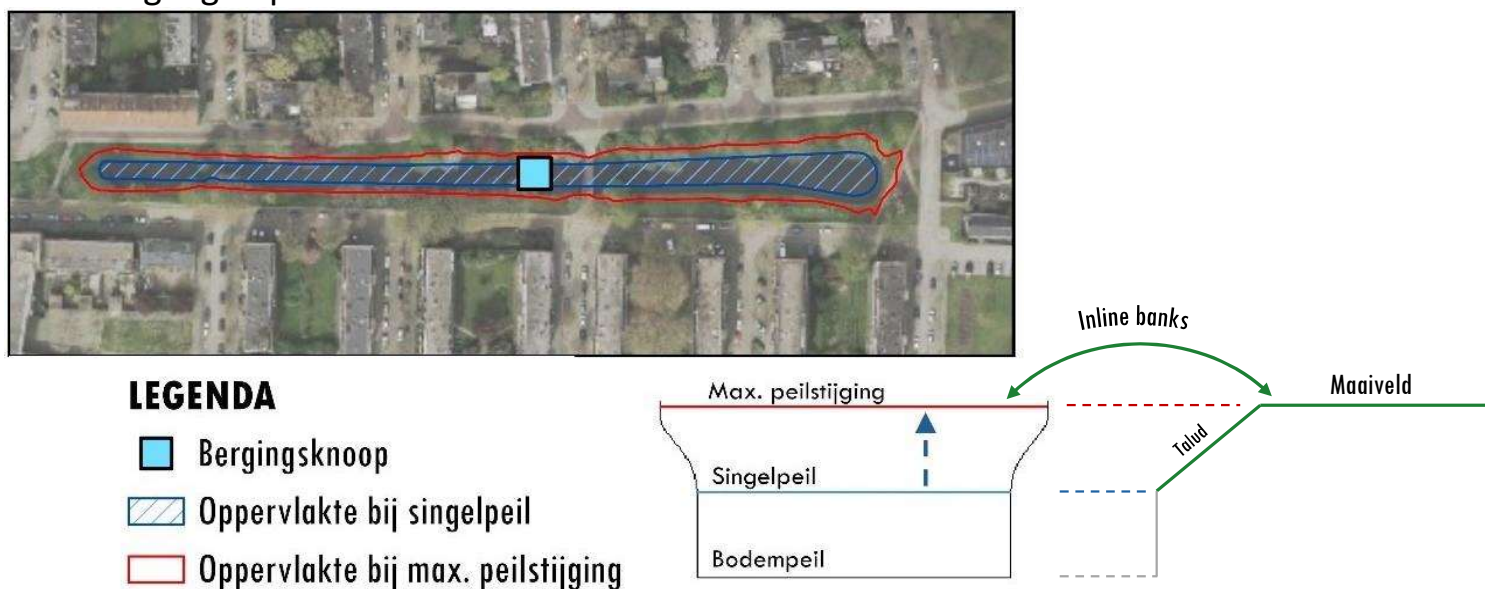 Inline banks
LEGENDA
Max. peilstijging
Maaiveld
Bergingsknoop
Talud
Singelpeil
Oppervlakte bij singelpeil
Bodempeil
Oppervlakte bij max. peilstijging